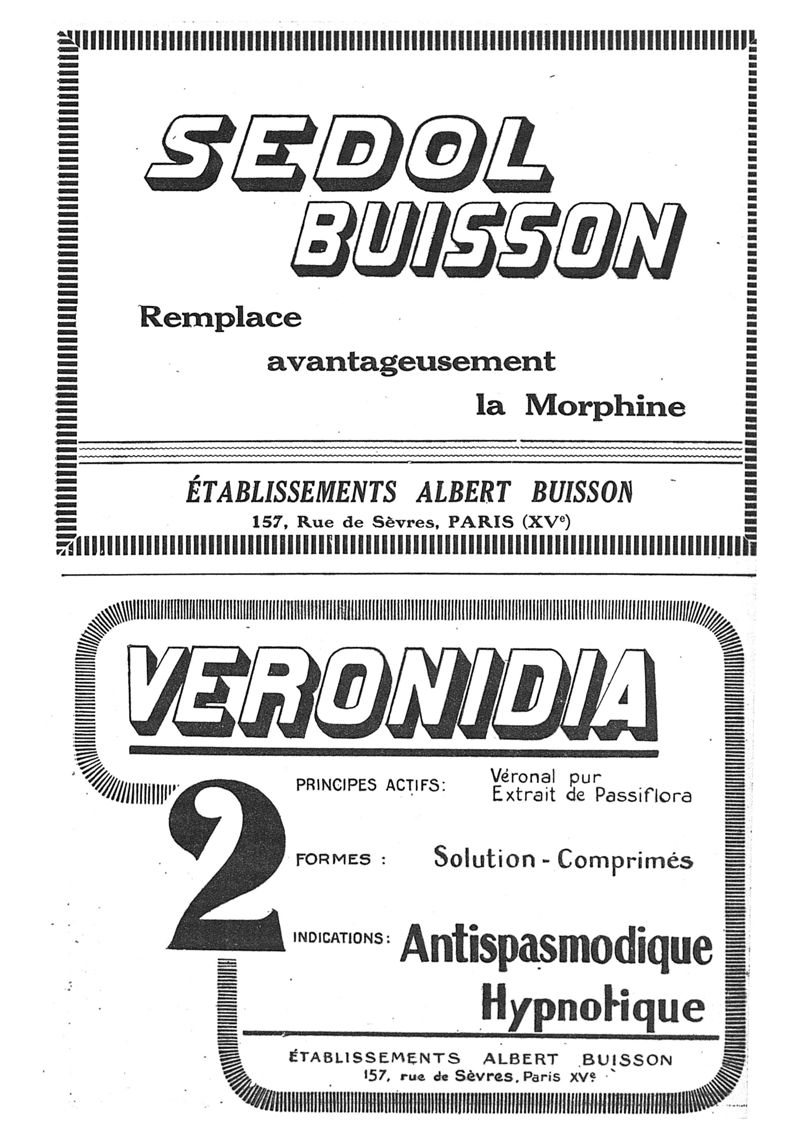 SEDOL
BUISSON
Remplace
avantageusement
la Morphine
ÉTABLISSEMENTS ALBERT BUISSON
157, Rue de Sèvres, PARIS (XVe)
VERONIDIA
2
PRINCIPES ACTIFS: Véronal pur
Extrait de Passiflora
FORMES : Solution - Comprimés
INDICATIONS: Antispasmodique
Hypnotique
ÉTABLISSEMENTS ALBERT BUISSON
157, rue de Sèvres, Paris XVe